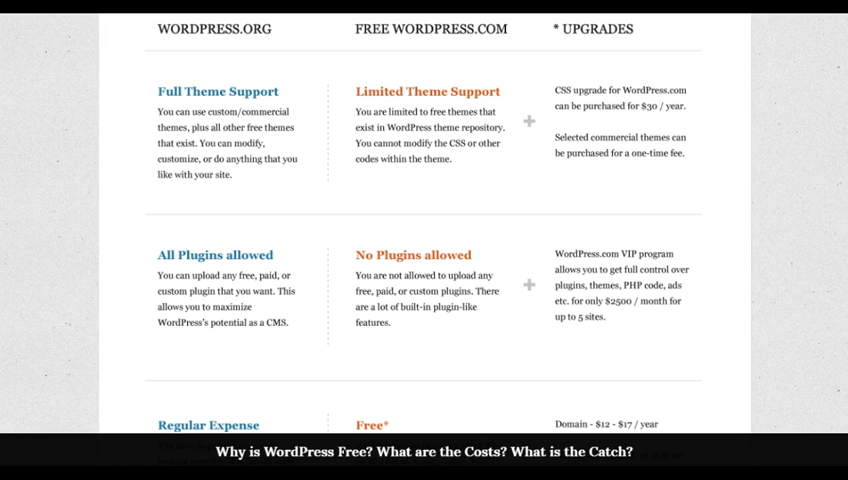 WORDPRESS.ORG
FREE WORDPRESS.COM
* UPGRADES
Full Theme Support
You can use custom/commercial
themes, plus all other free themes
that exist. You can modify,
customize, or do anything that you
like with your site.
Limited Theme Support
You are limited to free themes that
exist in WordPress theme repository.
You cannot modify the CSS or other
codes within the theme.
+
CSS upgrade for WordPress.com
can be purchased for $30 / year.
Selected commercial themes can
be purchased for a one-time fee.
All Plugins allowed
You can upload any free, paid, or
custom plugin that you want. This
allows you to maximize
WordPress's potential as a CMS.
No Plugins allowed
You are not allowed to upload any
free, paid, or custom plugins. There
are a lot of built-in plugin-like
features.
+
WordPress.com VIP program
allows you to get full control over
plugins, themes, PHP code, ads
etc. for only $2500 / month for
up to 5 sites.
Regular Expense
Free*
Domain - $12 - $17 / year
Why is WordPress Free? What are the Costs? What is the Catch?